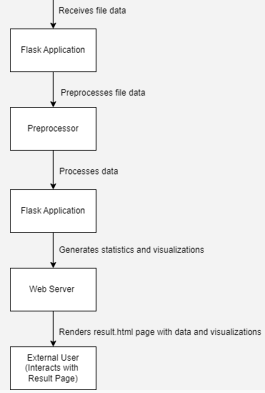 Receives file data
Flask Application
Preprocesses file data
Preprocessor
Processes data
Flask Application
Generates statistics and visualizations
Web Server
Renders result.html page with data and visualizations
External User
(Interacts with
Result Page)